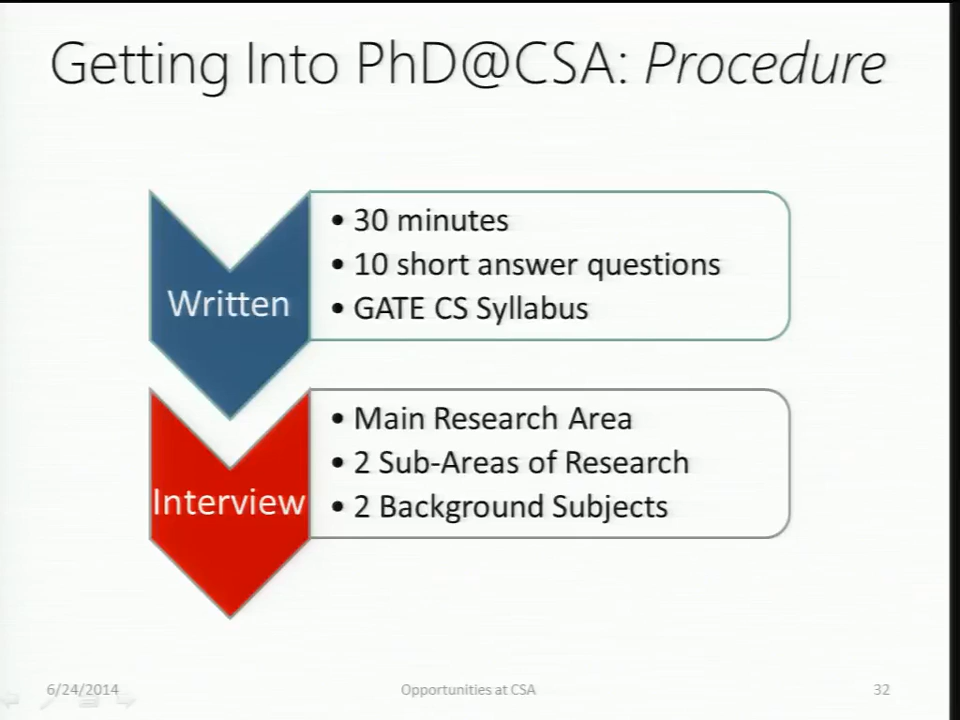 Getting Into PhD@CSA: Procedure
Written
• 30 minutes
• 10 short answer questions
• GATE CS Syllabus
Interview
• Main Research Area
• 2 Sub-Areas of Research
• 2 Background Subjects
6/24/2014
Opportunities at CSA
32